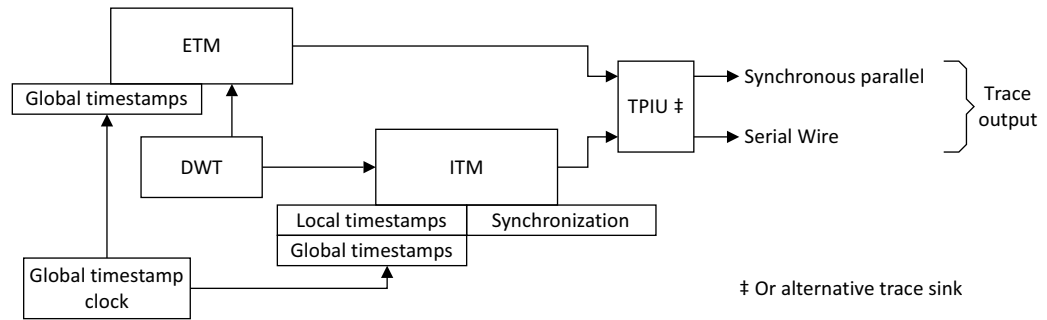 ETM
Global timestamps
DWT
ITM
Local timestamps
Synchronization
Global timestamps
Global timestamp
clock
TPIU ‡
Synchronous parallel
Serial Wire
Trace
output
‡ Or alternative trace sink